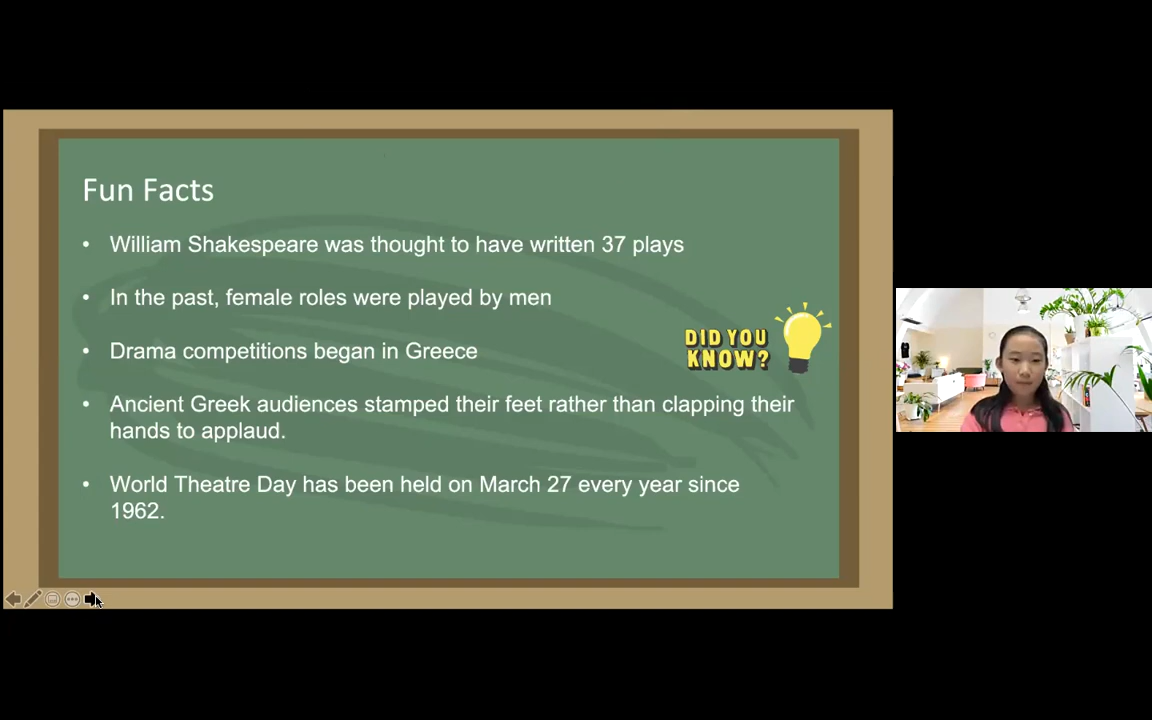 Fun Facts
• William Shakespeare was thought to have written 37 plays
• In the past, female roles were played by men
• Drama competitions began in Greece
DID YOU
KNOW?
• Ancient Greek audiences stamped their feet rather than clapping their
hands to applaud.
• World Theatre Day has been held on March 27 every year since
1962.